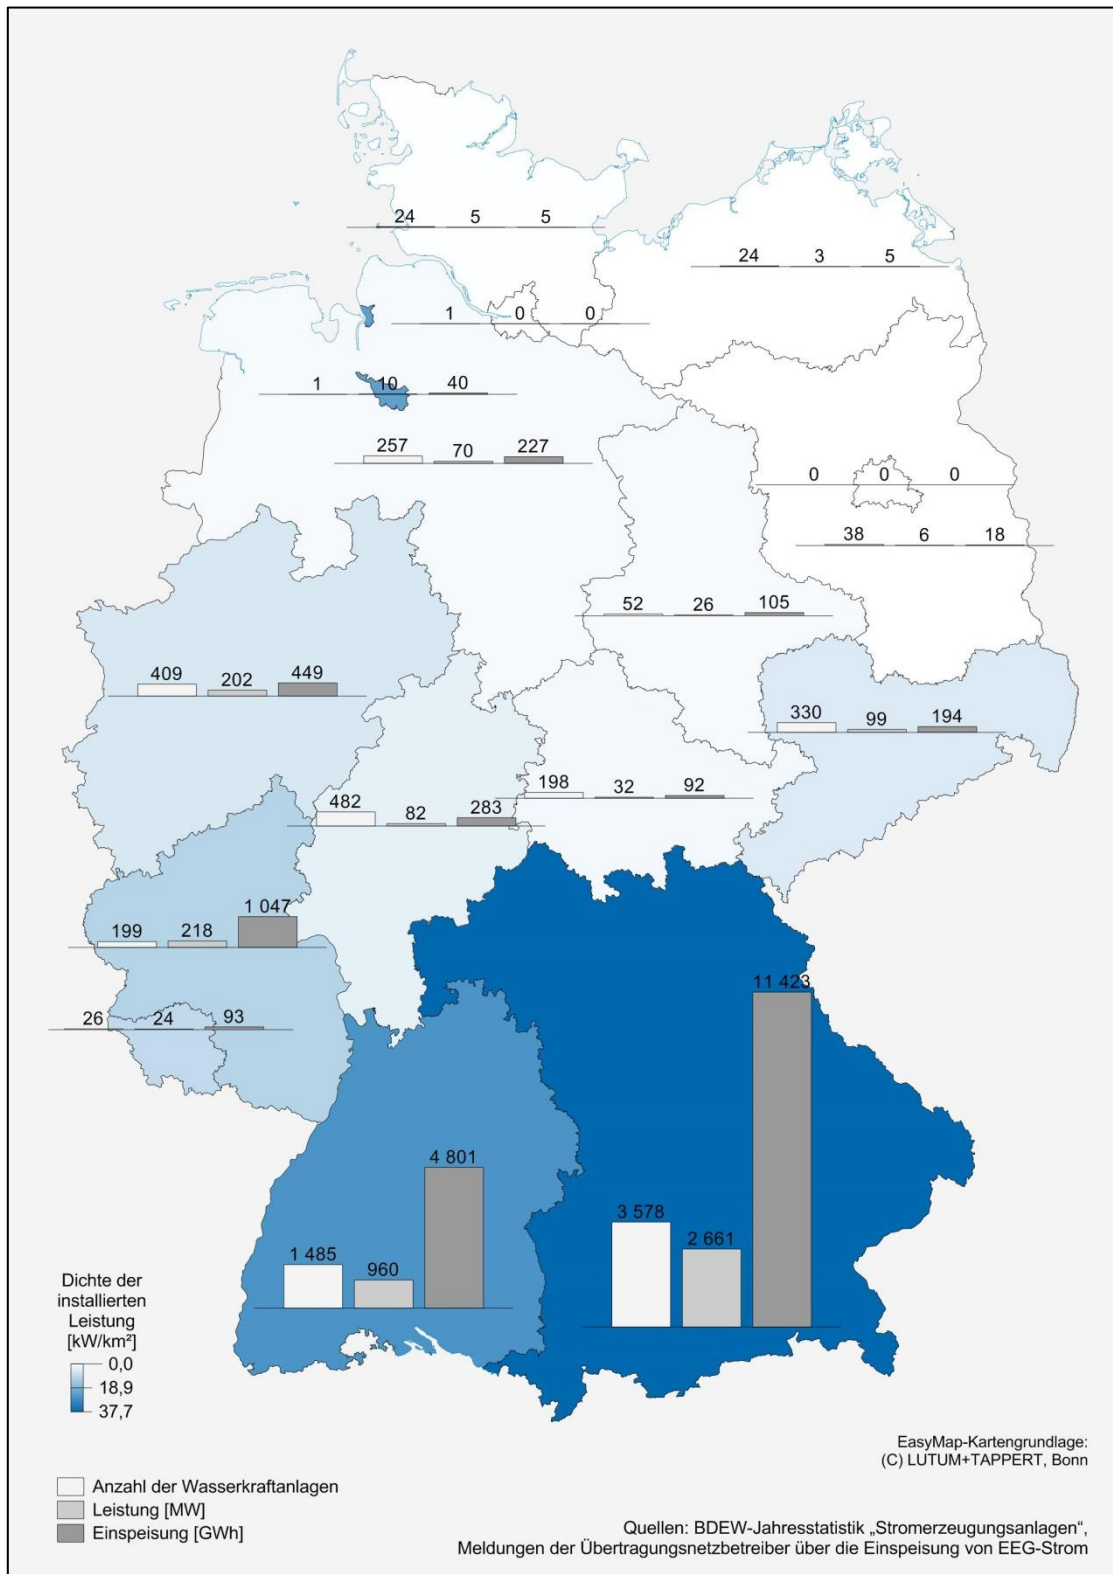 24 5 5
24 3 5
1 0 0
1 10 40
257 70 227
0 0 0
38 6 18
52 26 105
409 202 449
330 99 194
198 32 92
482 82 283
1 047
199 218
26 24 93
11 423
4 801
3 578
2 661
1 485
960
Dichte der
installierten
Leistung
[kW/km²]
0,0
18,9
37,7
EasyMap-Kartengrundlage:
(C) LUTUM+TAPPERT, Bonn
Anzahl der Wasserkraftanlagen
Leistung [MW]
Einspeisung [GWh]
Quellen: BDEW-Jahresstatistik „Stromerzeugungsanlagen“,
Meldungen der Übertragungsnetzbetreiber über die Einspeisung von EEG-Strom